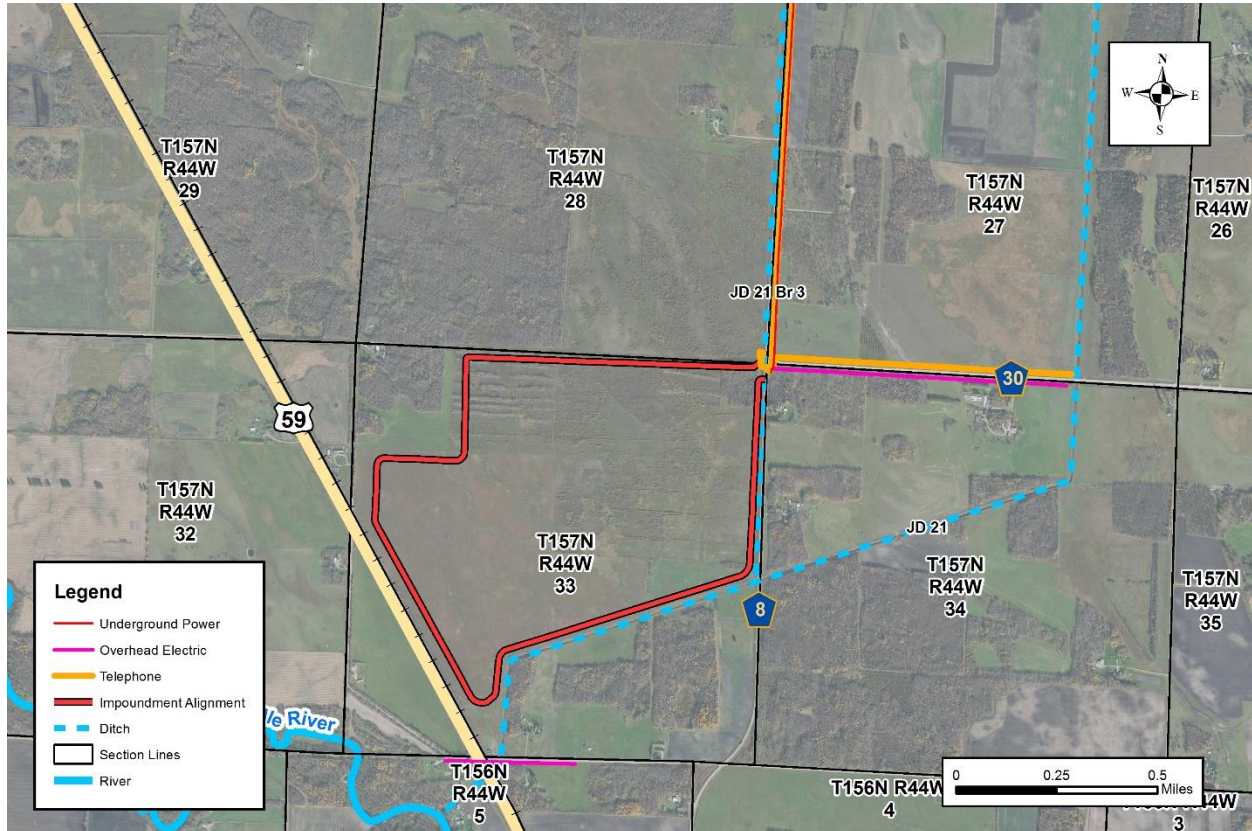 N
W E
S
T157N
R44W
29
T157N
R44W
28
T157N
R44W
27
T157N
R44W
26
JD 21 Br 3
30
59
T157N
R44W
32
T157N
R44W
33
JD 21
T157N
R44W
34
T157N
R44W
35
8
Legend
Underground Power
Overhead Electric
Telephone
Impoundment Alignment
Ditch
Section Lines
River
River
T156N
R44W
5
T156N R44W
4
0 0.25 0.5
Miles
3